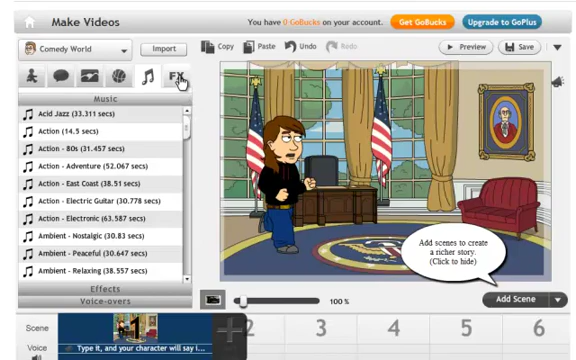 Make Videos
You have 0 GoBucks on your account.
Get GoBucks
Upgrade to GoPlus
Comedy World
Import
Copy
Paste
Undo
Redo
Preview
Save
FX
Music
Acid Jazz (33.311 secs)
Action (14.5 secs)
Action - 80s (31.457 secs)
Action - Adventure (52.067 secs)
Action - East Coast (38.51 secs)
Action - Electric Guitar (30.778 secs)
Action - Electronic (63.587 secs)
Ambient - Nostalgic (30.83 secs)
Ambient - Peaceful (30.647 secs)
Ambient - Relaxing (38.557 secs)
Effects
Voice-overs
Add scenes to create
a richer story.
(Click to hide)
100 %
Add Scene
Scene
1
2
3
4
5
6
Voice
Type it, and your character will say i...